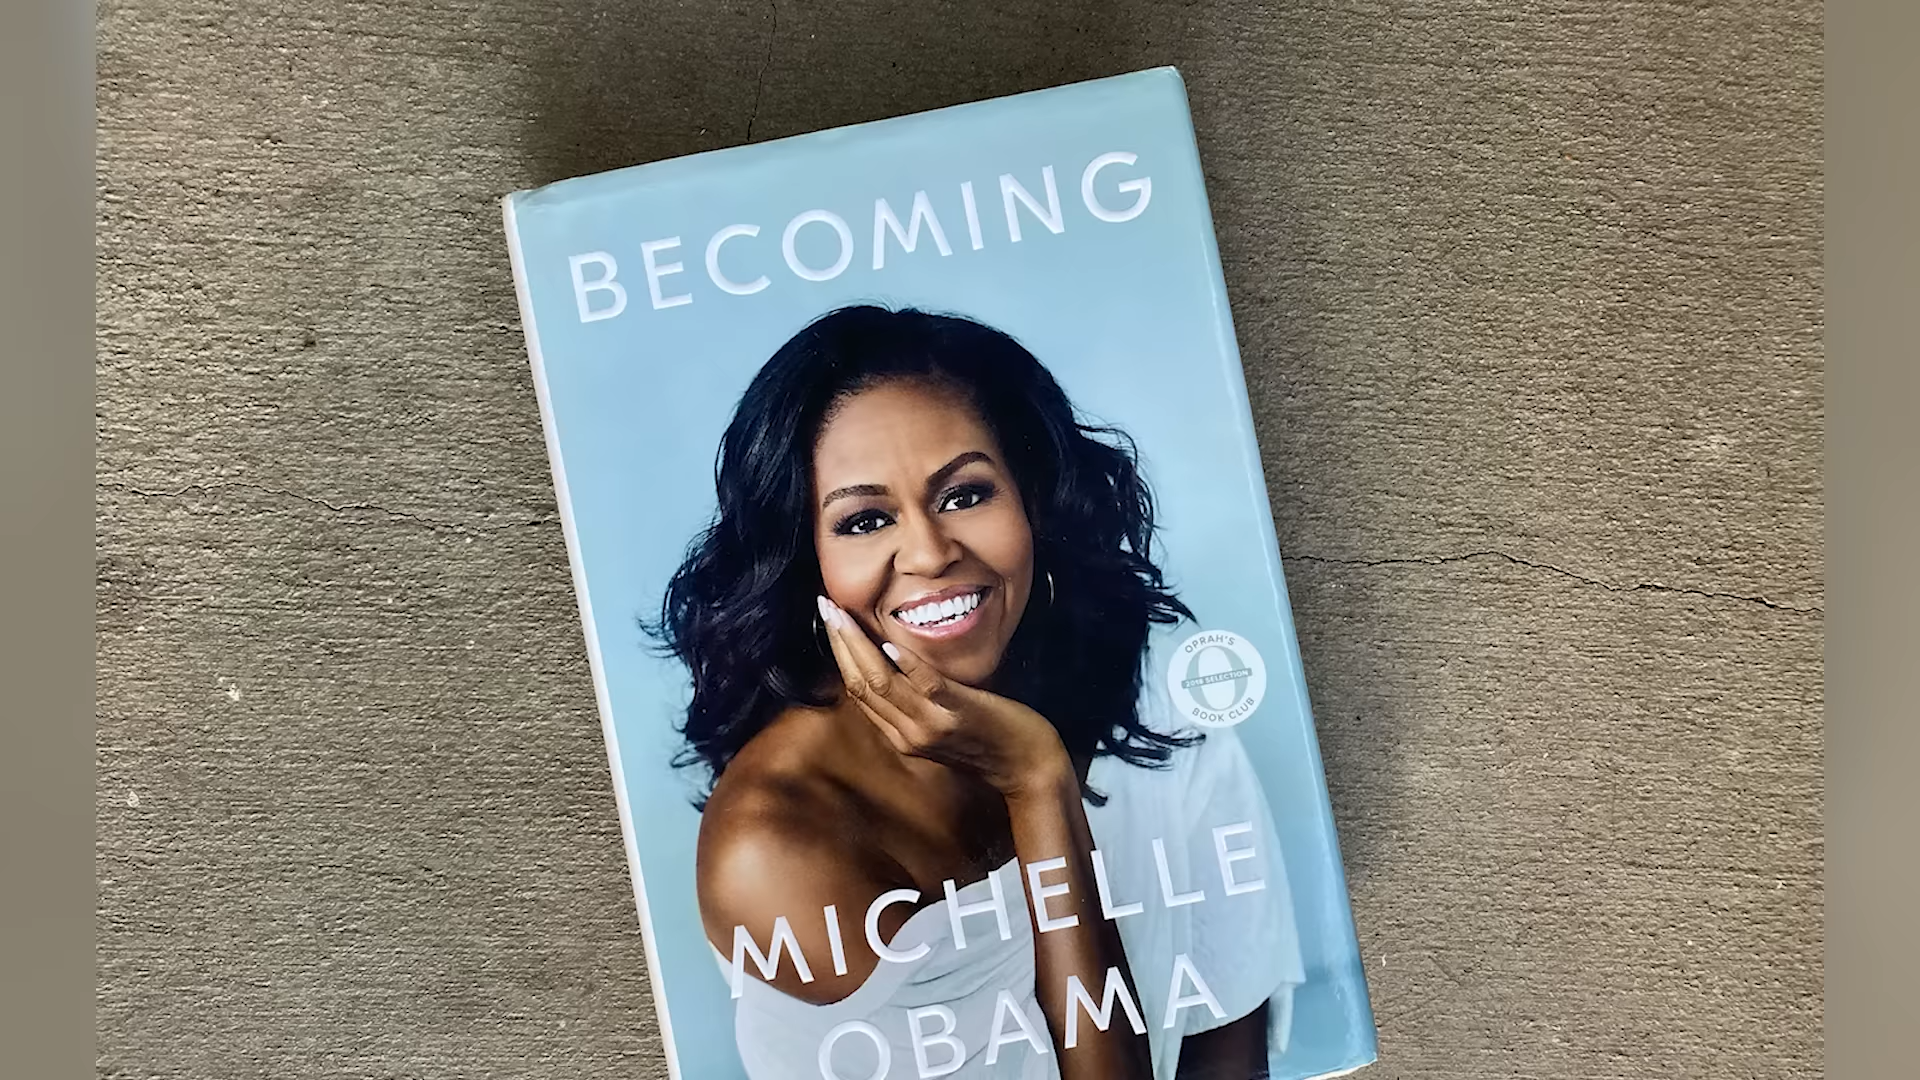 BECOMING
OPRAH'S
2018 SELECTION
BOOK CLUB
MICHELLE
OBAMA